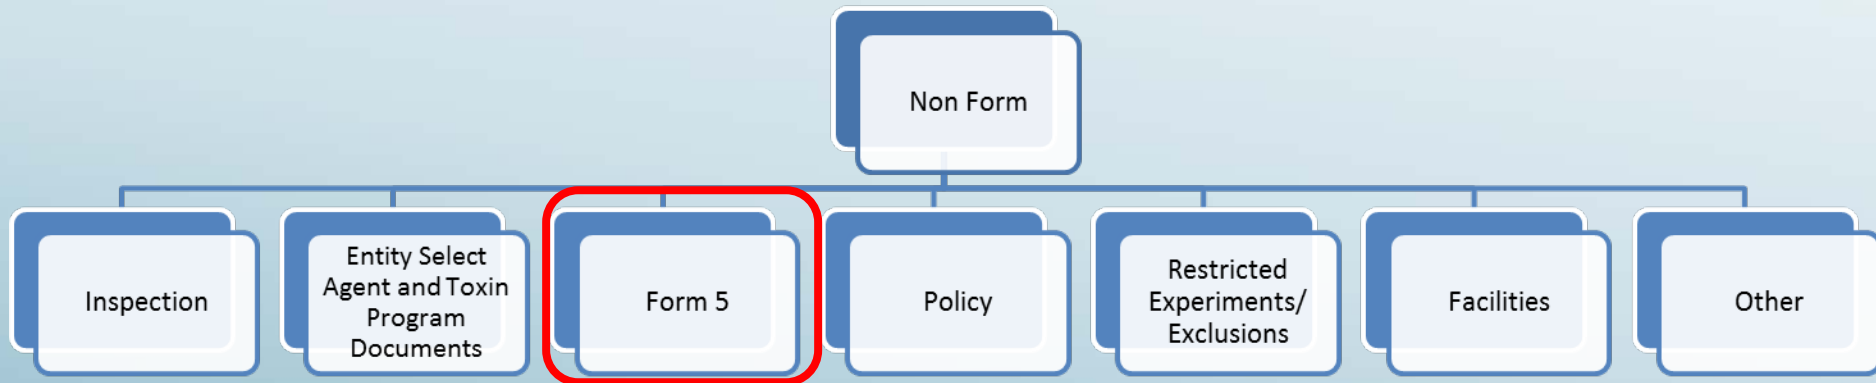 Non Form
Inspection
Entity Select
Agent and Toxin
Program
Documents
Form 5
Policy
Restricted
Experiments/
Exclusions
Facilities
Other